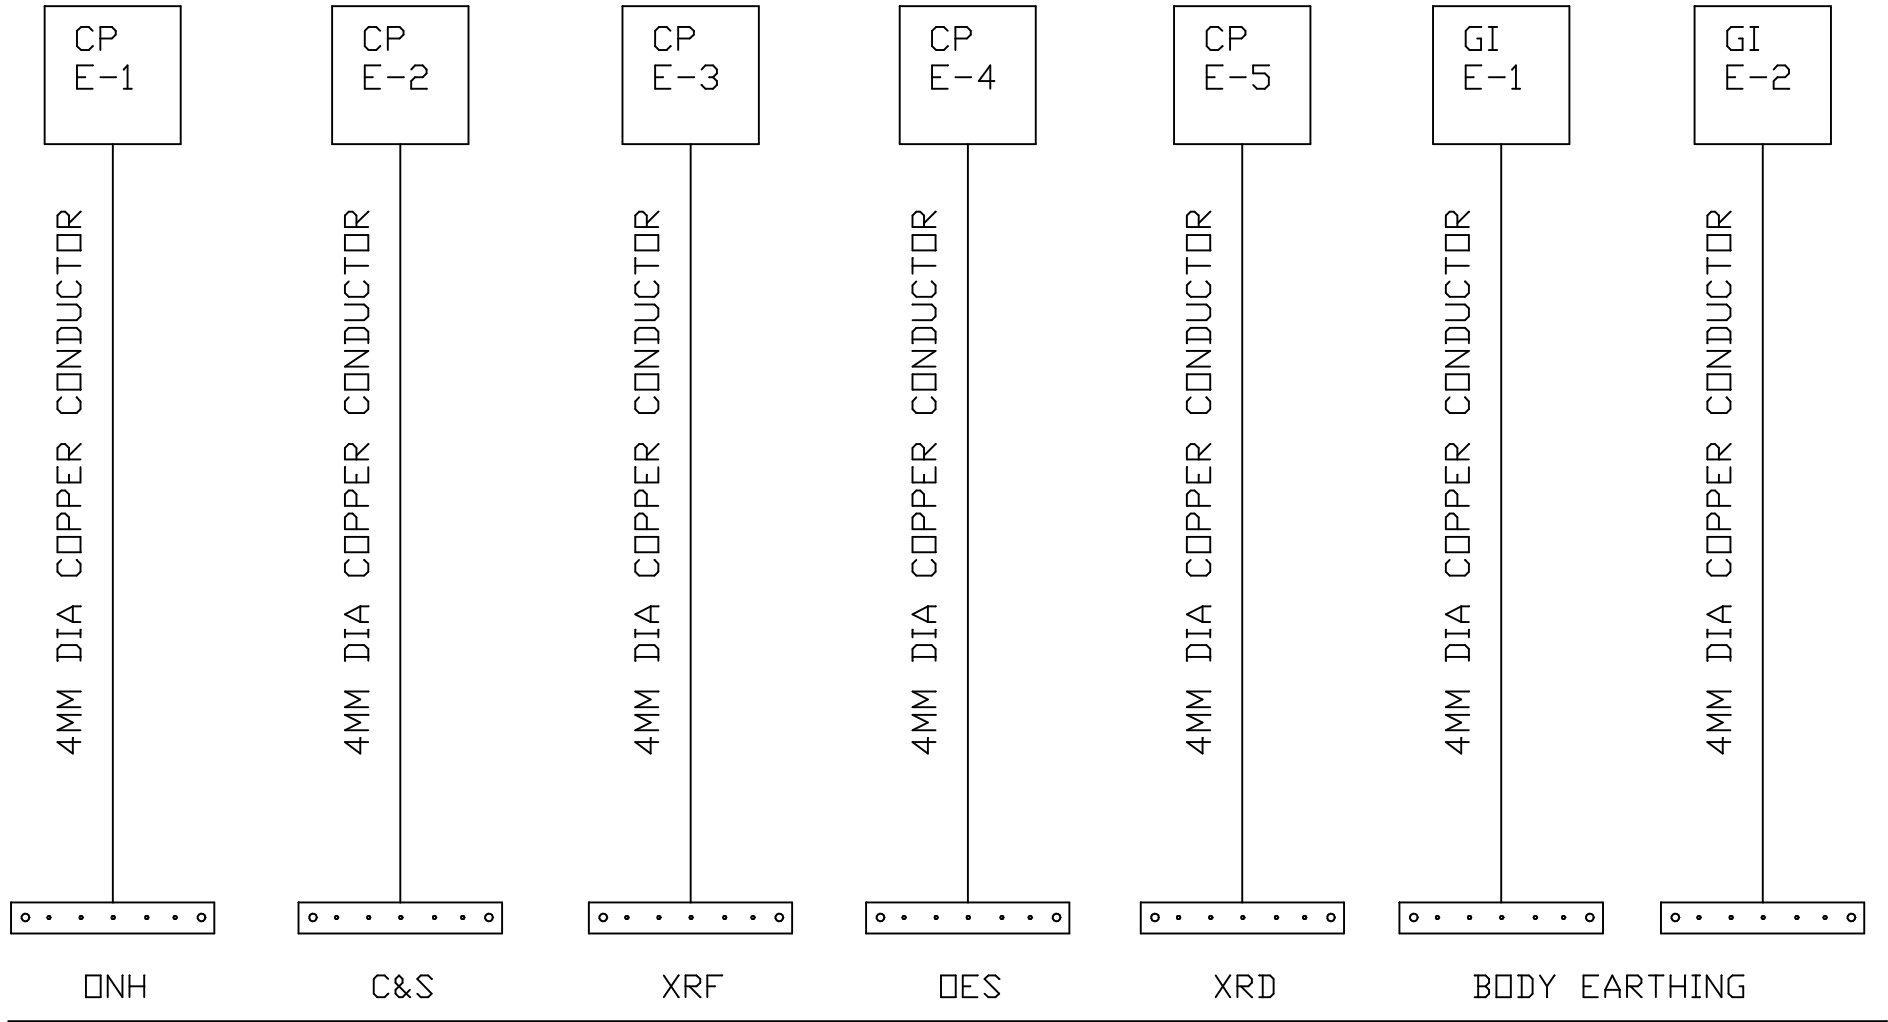 CP
E-1
CP
E-2
CP
E-3
CP
E-4
CP
E-5
GI
E-1
GI
E-2
4MM DIA COPPER CONDUCTOR
4MM DIA COPPER CONDUCTOR
4MM DIA COPPER CONDUCTOR
4MM DIA COPPER CONDUCTOR
4MM DIA COPPER CONDUCTOR
4MM DIA COPPER CONDUCTOR
4MM DIA COPPER CONDUCTOR
ONH
C&S
XRF
OES
XRD
BODY EARTHING